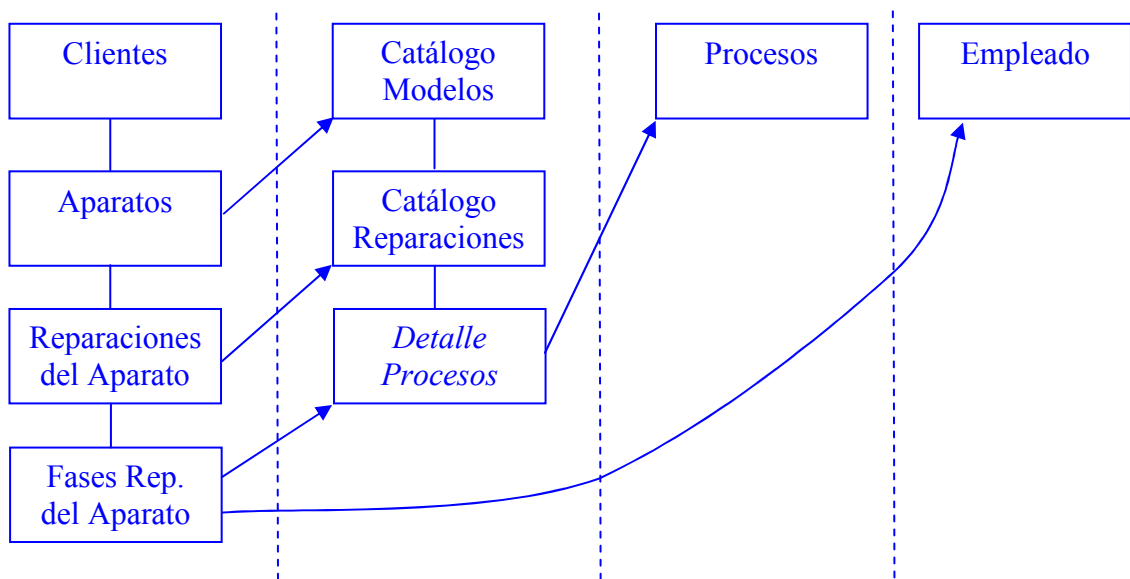 Clientes
Catálogo
Modelos
Procesos
Empleado
Aparatos
Catálogo
Reparaciones
Reparaciones
del Aparato
Detalle
Procesos
Fases Rep.
del Aparato